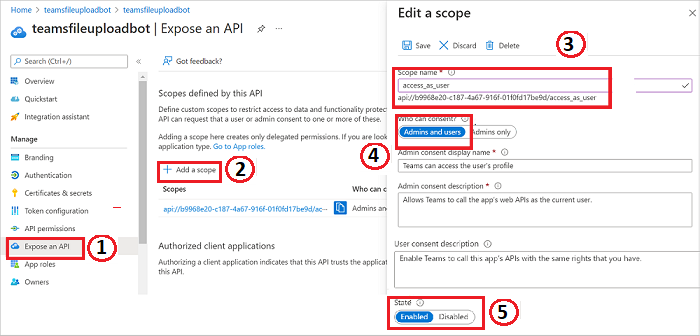 Home > teamsfileuploadbot > teamsfileuploadbot
teamsfileuploadbot | Expose an API
Search (Ctrl+/)
Overview
Quickstart
Integration assistant
Manage
Branding
Authentication
Certificates & secrets
Token configuration
API permissions
Expose an API
1
App roles
Owners
Got feedback?
Scopes defined by this API
Define custom scopes to restrict access to data and functionality protec
API can request that a user or admin consent to one or more of these.
Adding a scope here creates only delegated permissions. If you are look
application type. Go to App roles.
Add a scope
2
Scopes
Who can c
api://b9968e20-c187-4a67-916f-01f0fd17be9d/ac...
Admins and
Authorized client applications
Authorizing a client application indicates that this API trusts the applicat
this API.
Edit a scope
Save
Discard
Delete
3
Scope name *
access_as_user
api://b9968e20-c187-4a67-916f-01f0fd17be9d/access_as_user
Who can consent?
Admins and users
Admins only
4
Admin consent display name *
Teams can access the user's profile
Admin consent description *
Allows Teams to call the app's web APIs as the current user.
User consent description
Enable Teams to call this app's APIs with the same rights that you have.
State
Enabled
Disabled
5